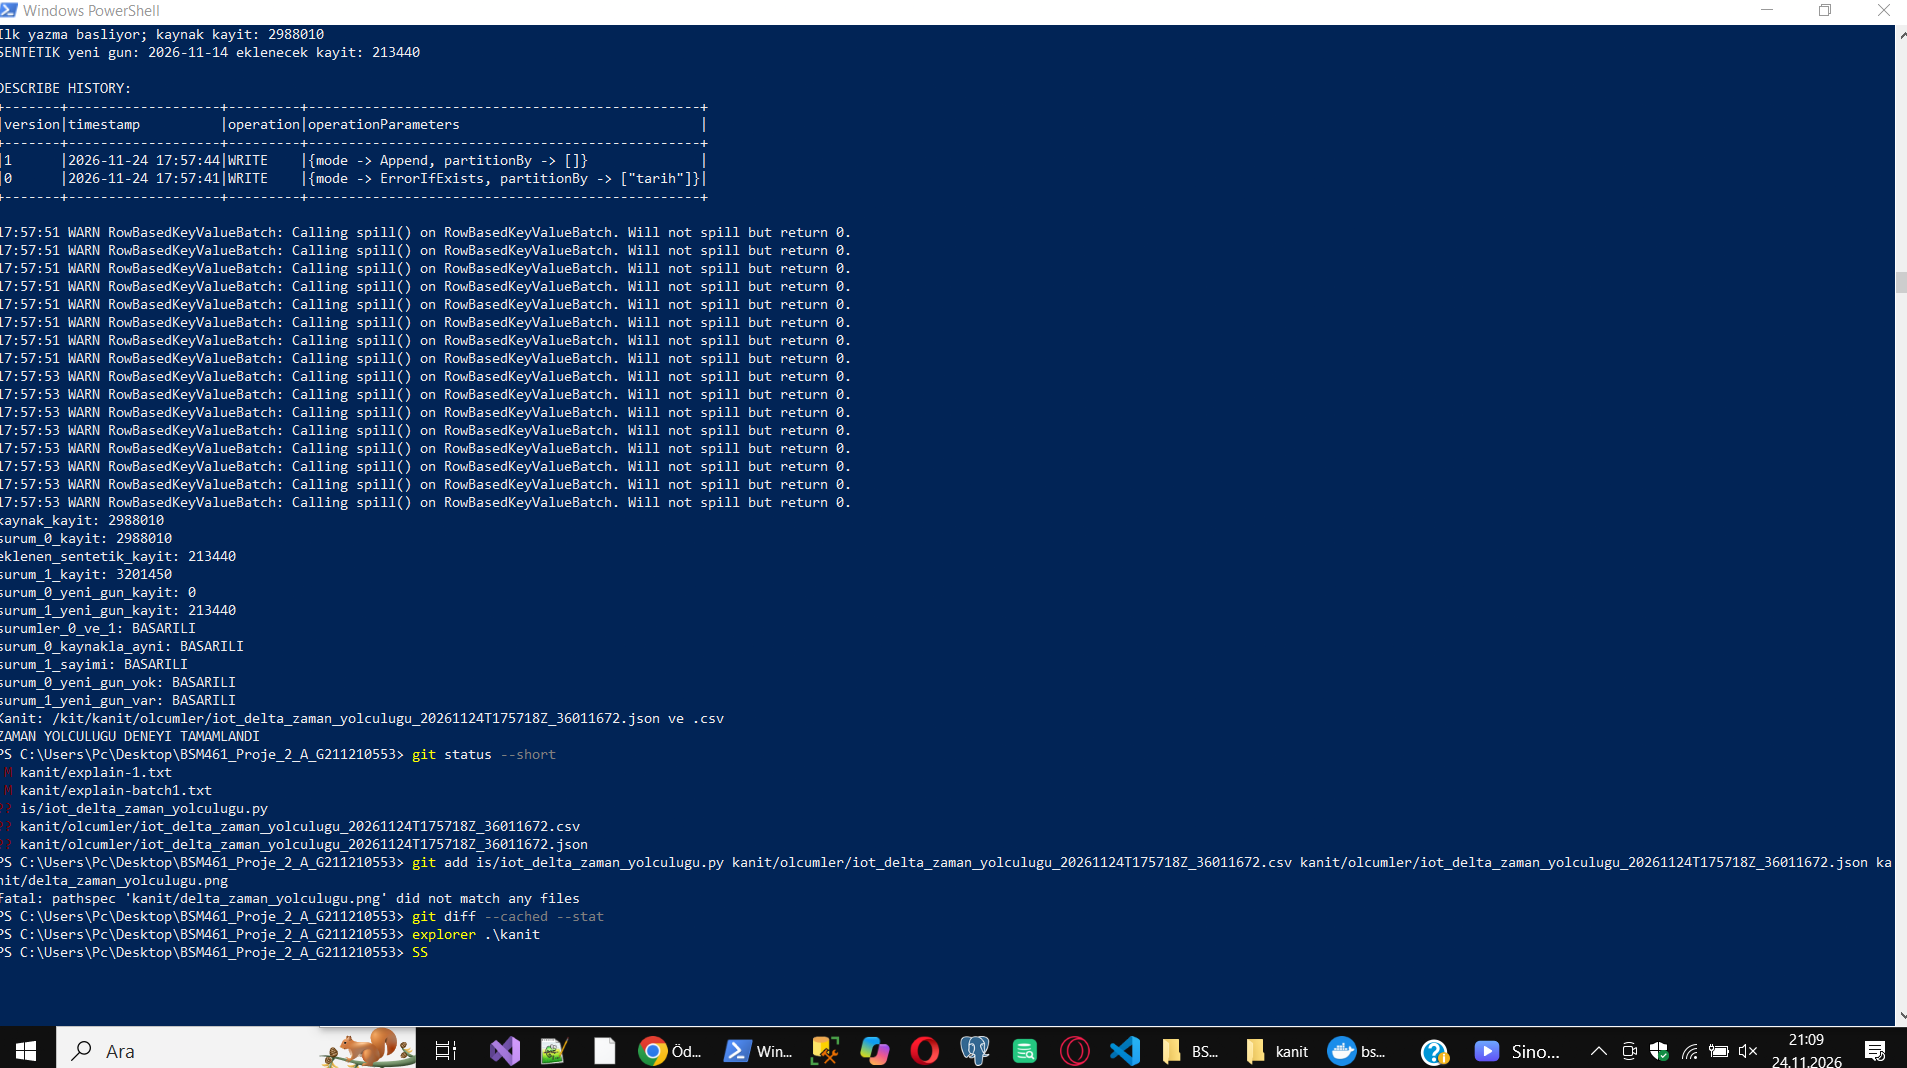 Windows PowerShell
Ilk yazma basliyor; kaynak kayit: 2988010
SENTETIK yeni gun: 2026-11-14 eklenecek kayit: 213440
DESCRIBE HISTORY:
+-------+-------------------+---------+-------------------------------------------------+
|version|timestamp          |operation|operationParameters                              |
+-------+-------------------+---------+-------------------------------------------------+
|1      |2026-11-24 17:57:44|WRITE    |{mode -> Append, partitionBy -> []}              |
|0      |2026-11-24 17:57:41|WRITE    |{mode -> ErrorIfExists, partitionBy -> ["tarih"]}|
+-------+-------------------+---------+-------------------------------------------------+
17:57:51 WARN RowBasedKeyValueBatch: Calling spill() on RowBasedKeyValueBatch. Will not spill but return 0.
17:57:51 WARN RowBasedKeyValueBatch: Calling spill() on RowBasedKeyValueBatch. Will not spill but return 0.
17:57:51 WARN RowBasedKeyValueBatch: Calling spill() on RowBasedKeyValueBatch. Will not spill but return 0.
17:57:51 WARN RowBasedKeyValueBatch: Calling spill() on RowBasedKeyValueBatch. Will not spill but return 0.
17:57:51 WARN RowBasedKeyValueBatch: Calling spill() on RowBasedKeyValueBatch. Will not spill but return 0.
17:57:51 WARN RowBasedKeyValueBatch: Calling spill() on RowBasedKeyValueBatch. Will not spill but return 0.
17:57:51 WARN RowBasedKeyValueBatch: Calling spill() on RowBasedKeyValueBatch. Will not spill but return 0.
17:57:51 WARN RowBasedKeyValueBatch: Calling spill() on RowBasedKeyValueBatch. Will not spill but return 0.
17:57:53 WARN RowBasedKeyValueBatch: Calling spill() on RowBasedKeyValueBatch. Will not spill but return 0.
17:57:53 WARN RowBasedKeyValueBatch: Calling spill() on RowBasedKeyValueBatch. Will not spill but return 0.
17:57:53 WARN RowBasedKeyValueBatch: Calling spill() on RowBasedKeyValueBatch. Will not spill but return 0.
17:57:53 WARN RowBasedKeyValueBatch: Calling spill() on RowBasedKeyValueBatch. Will not spill but return 0.
17:57:53 WARN RowBasedKeyValueBatch: Calling spill() on RowBasedKeyValueBatch. Will not spill but return 0.
17:57:53 WARN RowBasedKeyValueBatch: Calling spill() on RowBasedKeyValueBatch. Will not spill but return 0.
17:57:53 WARN RowBasedKeyValueBatch: Calling spill() on RowBasedKeyValueBatch. Will not spill but return 0.
17:57:53 WARN RowBasedKeyValueBatch: Calling spill() on RowBasedKeyValueBatch. Will not spill but return 0.
kaynak_kayit: 2988010
surum_0_kayit: 2988010
eklenen_sentetik_kayit: 213440
surum_1_kayit: 3201450
surum_0_yeni_gun_kayit: 0
surum_1_yeni_gun_kayit: 213440
surumler_0_ve_1: BASARILI
surum_0_kaynakla_ayni: BASARILI
surum_1_sayimi: BASARILI
surum_0_yeni_gun_yok: BASARILI
surum_1_yeni_gun_var: BASARILI
Kanit: /kit/kanit/olcumler/iot_delta_zaman_yolculugu_20261124T175718Z_36011672.json ve .csv
ZAMAN YOLCULUGU DENEYI TAMAMLANDI
PS C:\Users\Pc\Desktop\BSM461_Proje_2_A_G211210553> git status --short
M kanit/explain-1.txt
M kanit/explain-batch1.txt
?? is/iot_delta_zaman_yolculugu.py
?? kanit/olcumler/iot_delta_zaman_yolculugu_20261124T175718Z_36011672.csv
?? kanit/olcumler/iot_delta_zaman_yolculugu_20261124T175718Z_36011672.json
PS C:\Users\Pc\Desktop\BSM461_Proje_2_A_G211210553> git add is/iot_delta_zaman_yolculugu.py kanit/olcumler/iot_delta_zaman_yolculugu_20261124T175718Z_36011672.csv kanit/olcumler/iot_delta_zaman_yolculugu_20261124T175718Z_36011672.json ka
nit/delta_zaman_yolculugu.png
fatal: pathspec 'kanit/delta_zaman_yolculugu.png' did not match any files
PS C:\Users\Pc\Desktop\BSM461_Proje_2_A_G211210553> git diff --cached --stat
PS C:\Users\Pc\Desktop\BSM461_Proje_2_A_G211210553> explorer .\kanit
PS C:\Users\Pc\Desktop\BSM461_Proje_2_A_G211210553> SS
Ara
Öd...
Win...
BS...
kanit
bs...
Sino...
21:09
24.11.2026